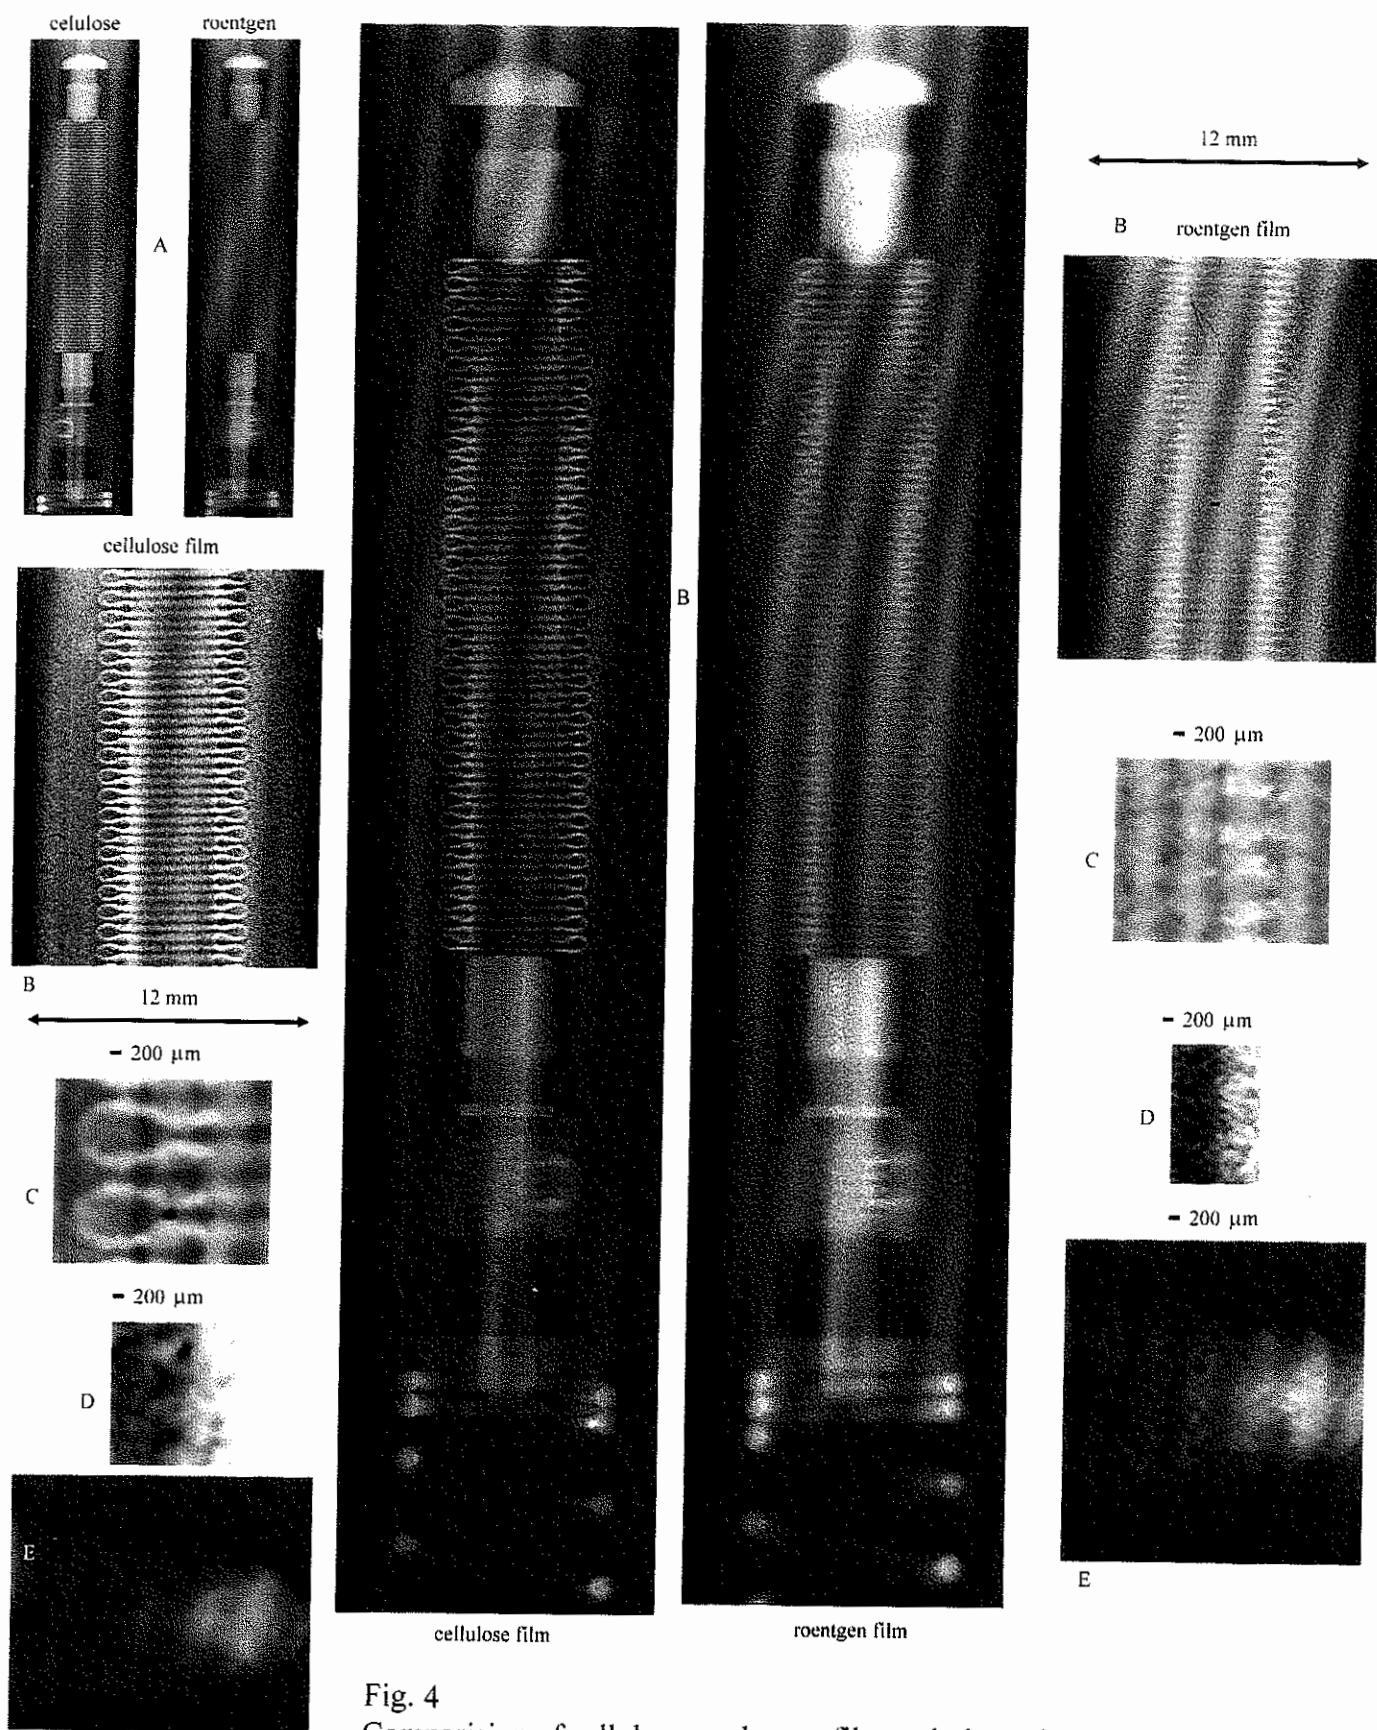 celulose
roentgen
A
cellulose film
B
12 mm
200 µm
C
200 µm
D
E
B
cellulose film
roentgen film
12 mm
B
roentgen film
200 µm
C
200 µm
D
200 µm
E
Fig. 4